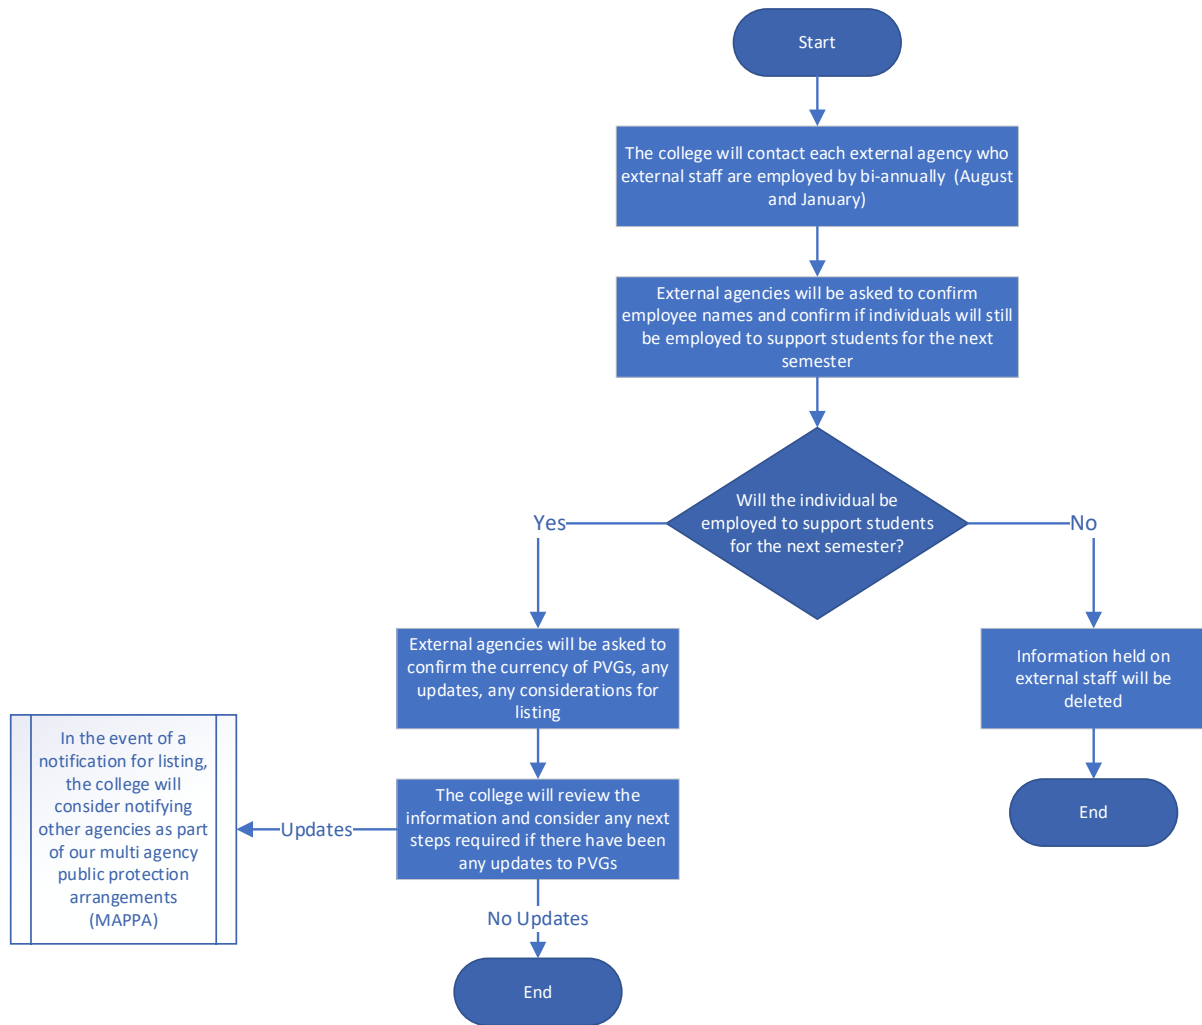 Start
The college will contact each external agency who
external staff are employed by bi-annually  (August
and January)
External agencies will be asked to confirm
employee names and confirm if individuals will still
be employed to support students for the next
semester
Will the individual be
employed to support students
for the next semester?
Yes
No
External agencies will be asked to
confirm the currency of PVGs, any
updates, any considerations for
listing
Information held on
external staff will be
deleted
In the event of a
notification for listing,
the college will
consider notifying
other agencies as part
of our multi agency
public protection
arrangements
(MAPPA)
Updates
The college will review the
information and consider any next
steps required if there have been
any updates to PVGs
End
No Updates
End